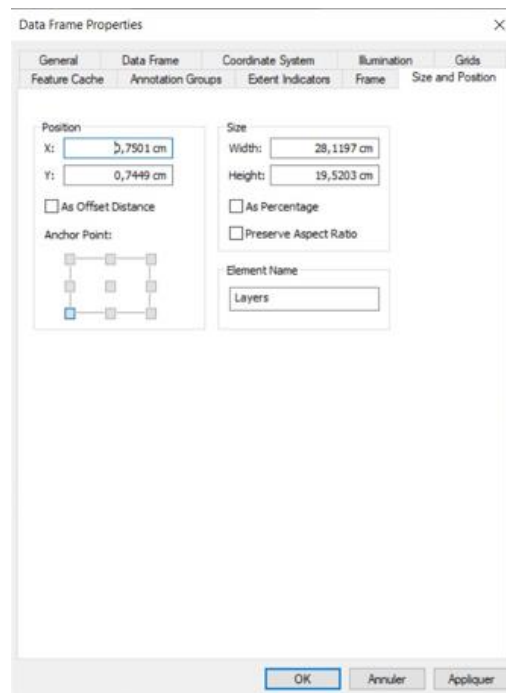 Data Frame Properties
General Data Frame Coordinate System Illumination Grids
Feature Cache Annotation Groups Extent Indicators Frame Size and Position
Position
X: 0,7501 cm
Y: 0,7449 cm
As Offset Distance
Anchor Point:
Size
Width: 28,1197 cm
Height: 19,5203 cm
As Percentage
Preserve Aspect Ratio
Element Name
Layers
OK Annuler Appliquer